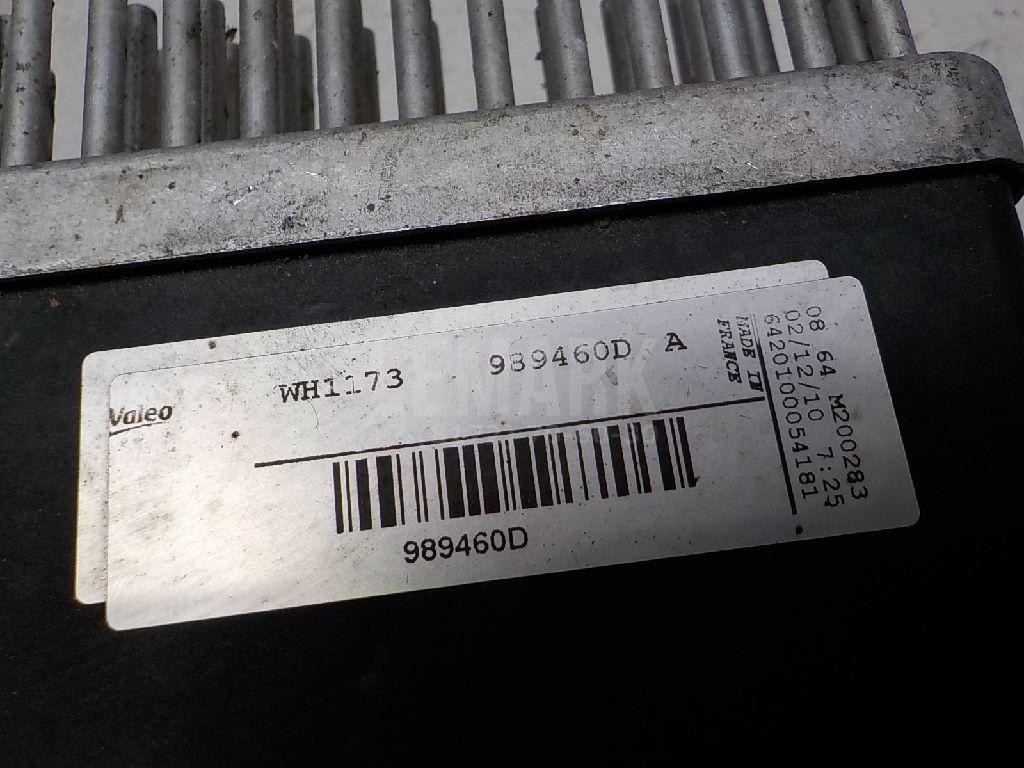 Valeo
WH1173 989460D A
989460D
MADE IN
FRANCE
08 64 M200283
02/12/10 7:25
6420100054181